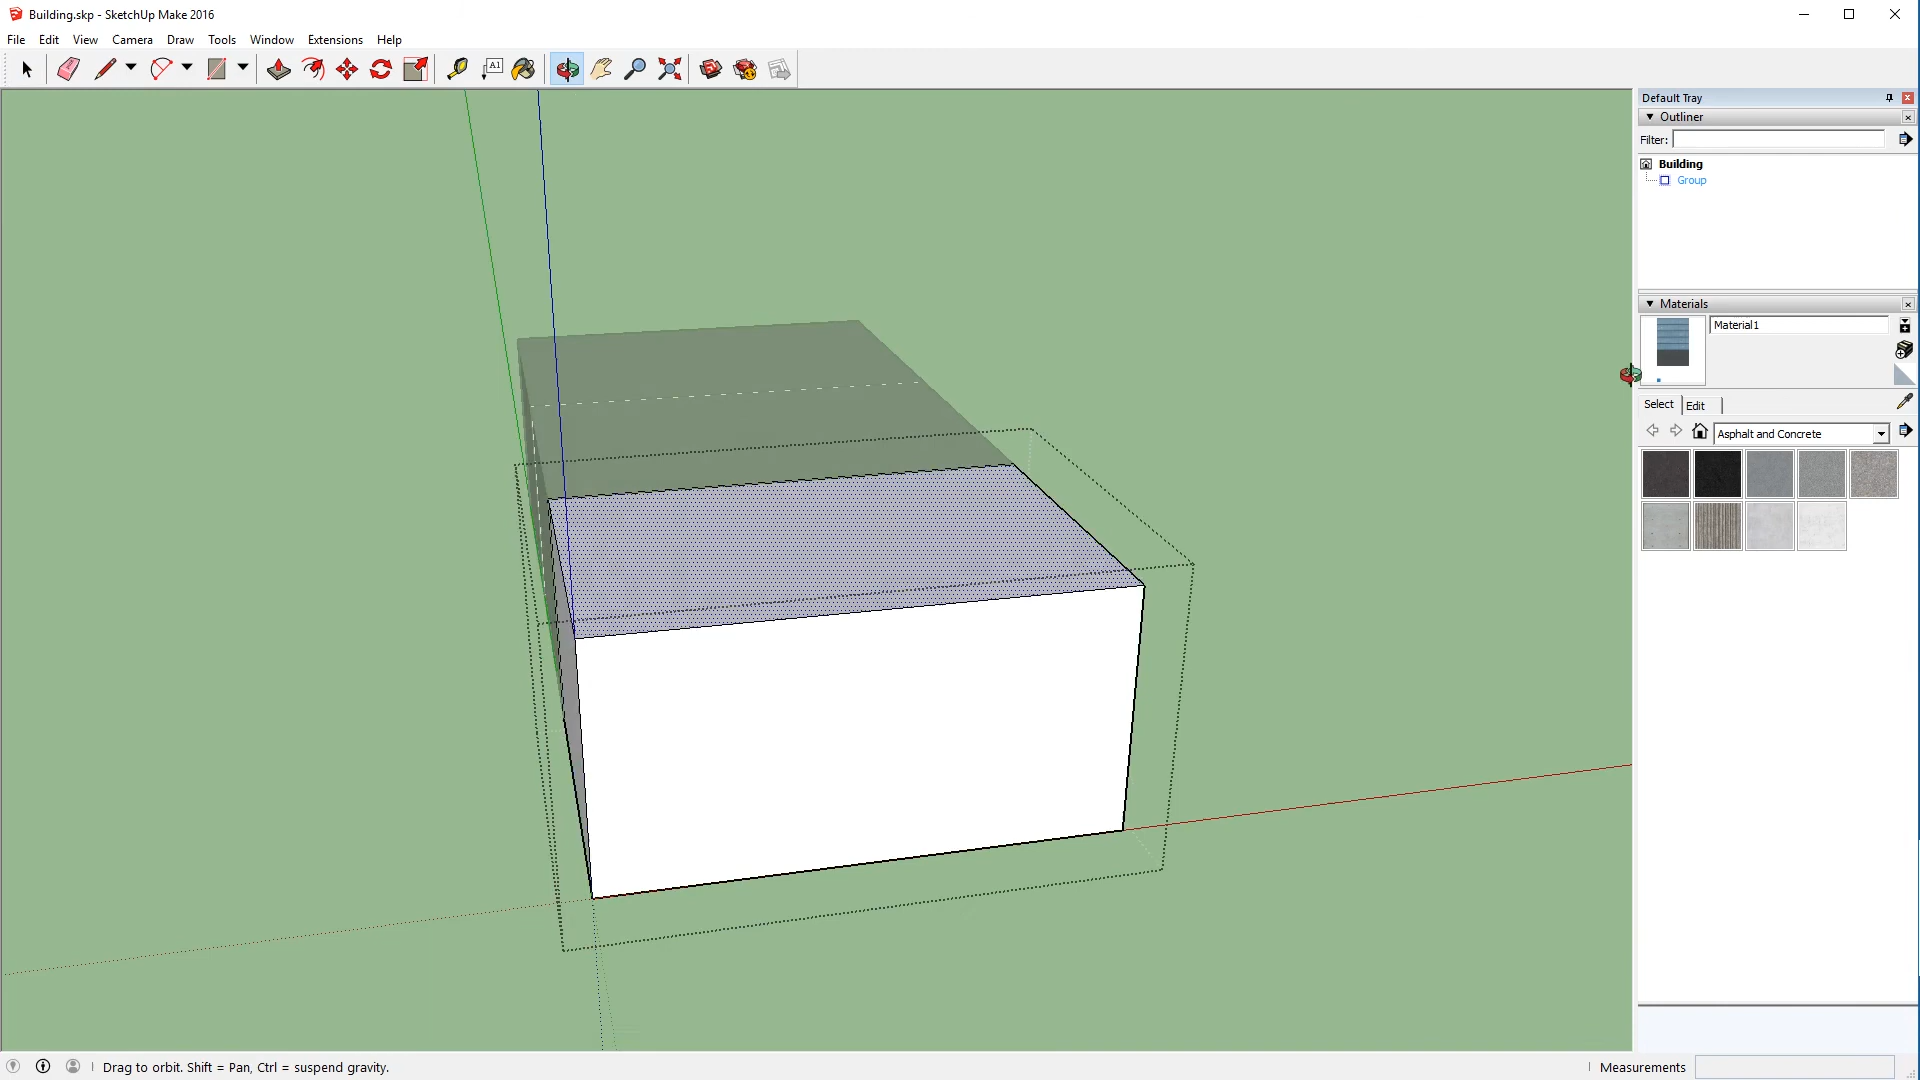 Building.skp - SketchUp Make 2016
File Edit View Camera Draw Tools Window Extensions Help
A1
Default Tray
Outliner
Filter:
Building
Group
Materials
Material1
Select Edit
Asphalt and Concrete
Drag to orbit. Shift = Pan, Ctrl = suspend gravity.
Measurements